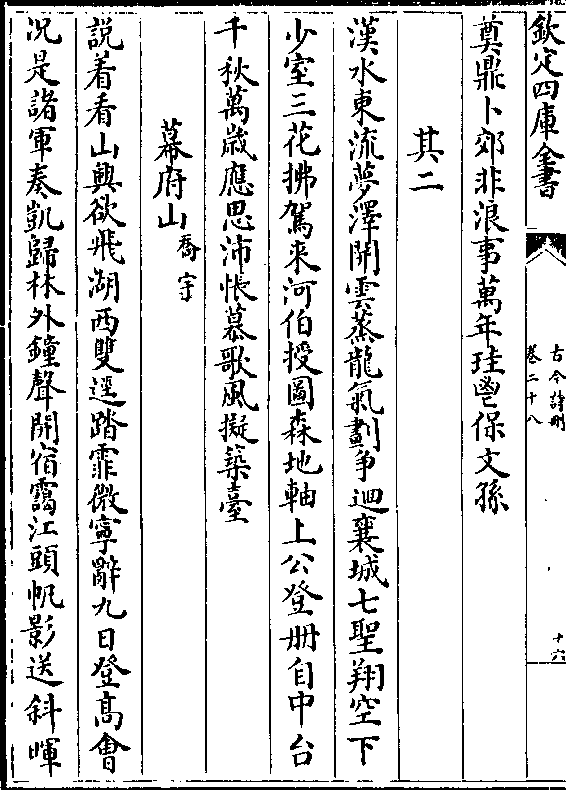 欽定四庫全書
古今詩刪
卷二十八
十六
奠鼎卜郊非浪事萬年珪鬯保文孫
其二
漢水東流夢澤開雲蒸龍氣劃爭迴襄城七聖翔空下
少室三花拂駕來河伯授圖森地軸上公登册自中台
千秋萬歲應思沛悵慕歌風擬築臺
幕府山喬宇
説着看山興欲飛湖西雙逕踏霏微寧辭九日登高會
况是諸軍奏凱歸林外鐘聲開宿靄江頭帆影送斜暉